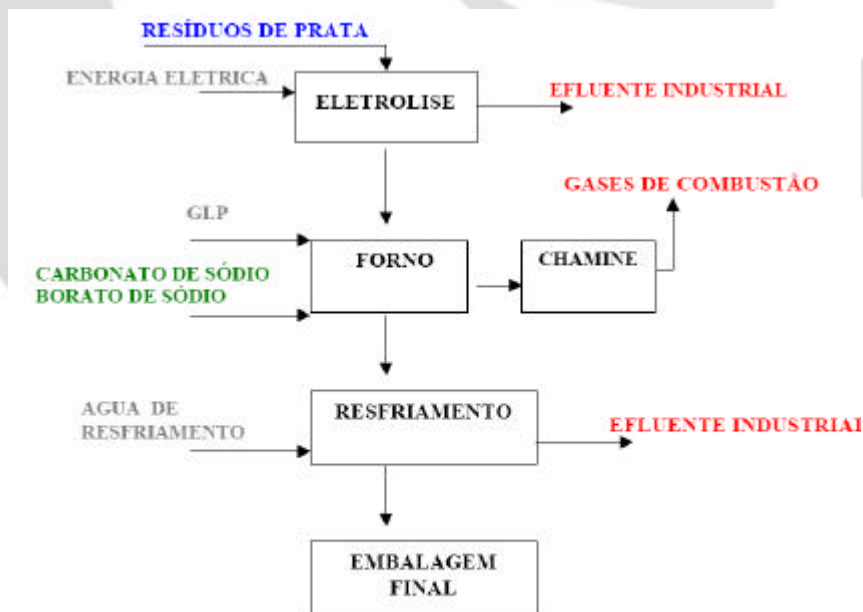 RESÍDUOS DE PRATA
ENERGIA ELETRICA
ELETROLISE
EFLUENTE INDUSTRIAL
GASES DE COMBUSTÃO
GLP
FORNO
CHAMINE
CARBONATO DE SÓDIO
BORATO DE SÓDIO
RESFRIAMENTO
AGUA DE
RESFRIAMENTO
EFLUENTE INDUSTRIAL
EMBALAGEM
FINAL